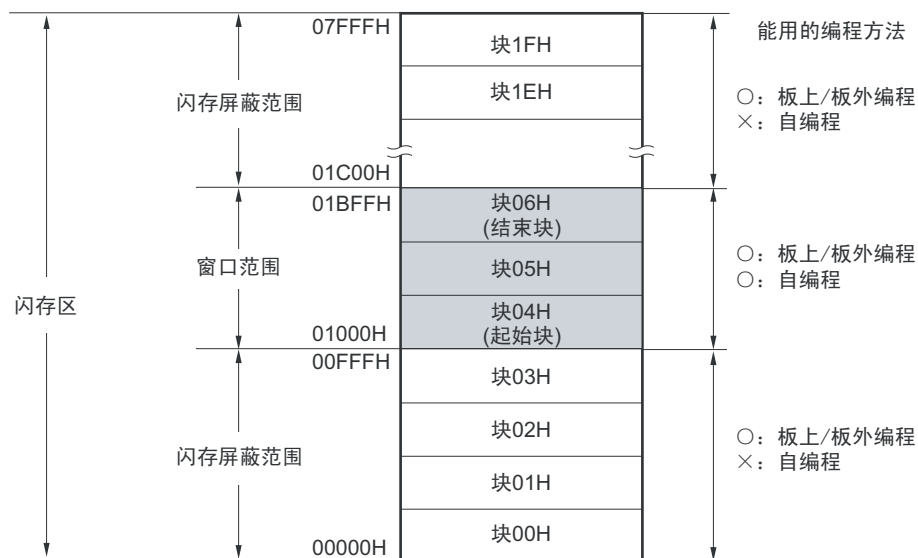 07FFFH
块1FH
能用的编程方法
闪存屏蔽范围
块1EH
○：板上/板外编程
×：自编程
01C00H
01BFFH
块06H
(结束块)
窗口范围
块05H
○：板上/板外编程
○：自编程
闪存区
块04H
(起始块)
01000H
00FFFH
块03H
块02H
○：板上/板外编程
×：自编程
闪存屏蔽范围
块01H
块00H
00000H